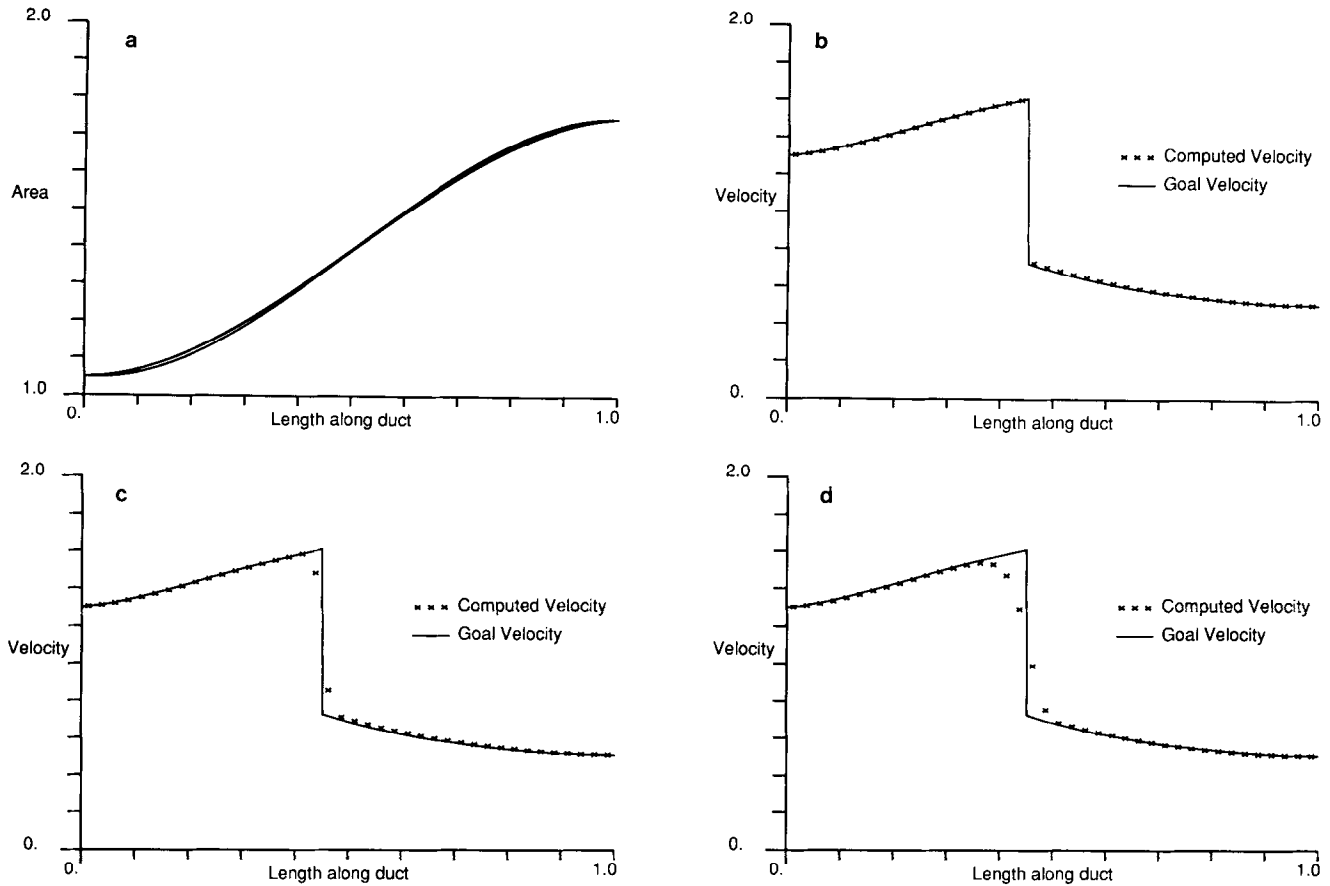 2.0
a
Area
1.0
0.
Length along duct
1.0
2.0
b
××× Computed Velocity
— Goal Velocity
Velocity
0.
0.
Length along duct
1.0
2.0
c
××× Computed Velocity
— Goal Velocity
Velocity
0.
0.
Length along duct
1.0
2.0
d
××× Computed Velocity
— Goal Velocity
Velocity
0.
0.
Length along duct
1.0